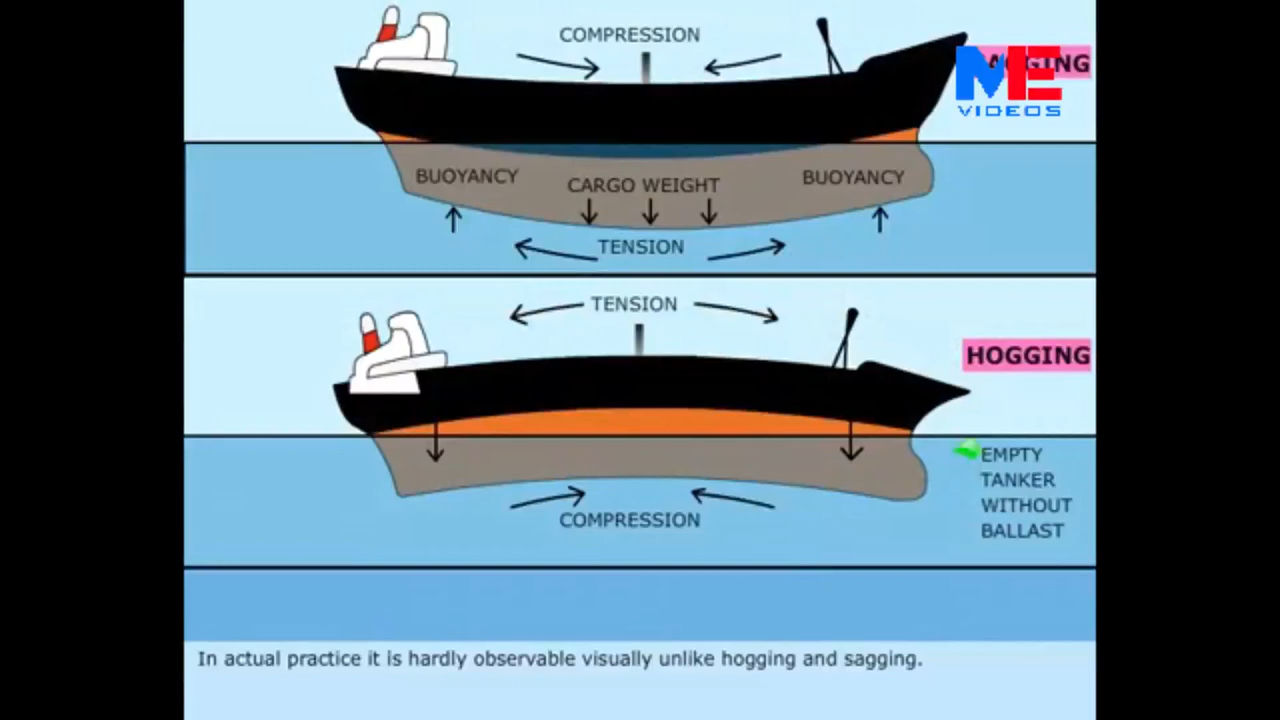 COMPRESSION
ME
VIDEOS
BUOYANCY
CARGO WEIGHT
BUOYANCY
TENSION
TENSION
HOGGING
EMPTY
TANKER
WITHOUT
BALLAST
COMPRESSION
In actual practice it is hardly observable visually unlike hogging and sagging.